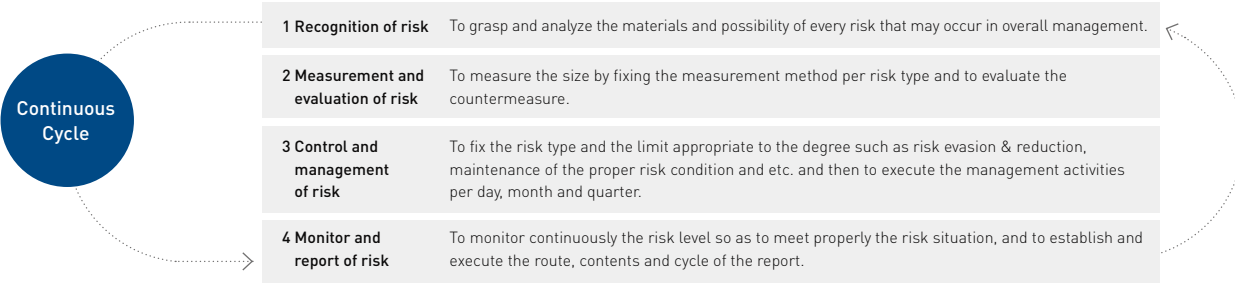 Continuous
Cycle
1 Recognition of risk To grasp and analyze the materials and possibility of every risk that may occur in overall management.
2 Measurement and To measure the size by fixing the measurement method per risk type and to evaluate the
evaluation of risk countermeasure.
3 Control and To fix the risk type and the limit appropriate to the degree such as risk evasion & reduction,
management maintenance of the proper risk condition and etc. and then to execute the management activities
of risk per day, month and quarter.
4 Monitor and To monitor continuously the risk level so as to meet properly the risk situation, and to establish and
report of risk execute the route, contents and cycle of the report.